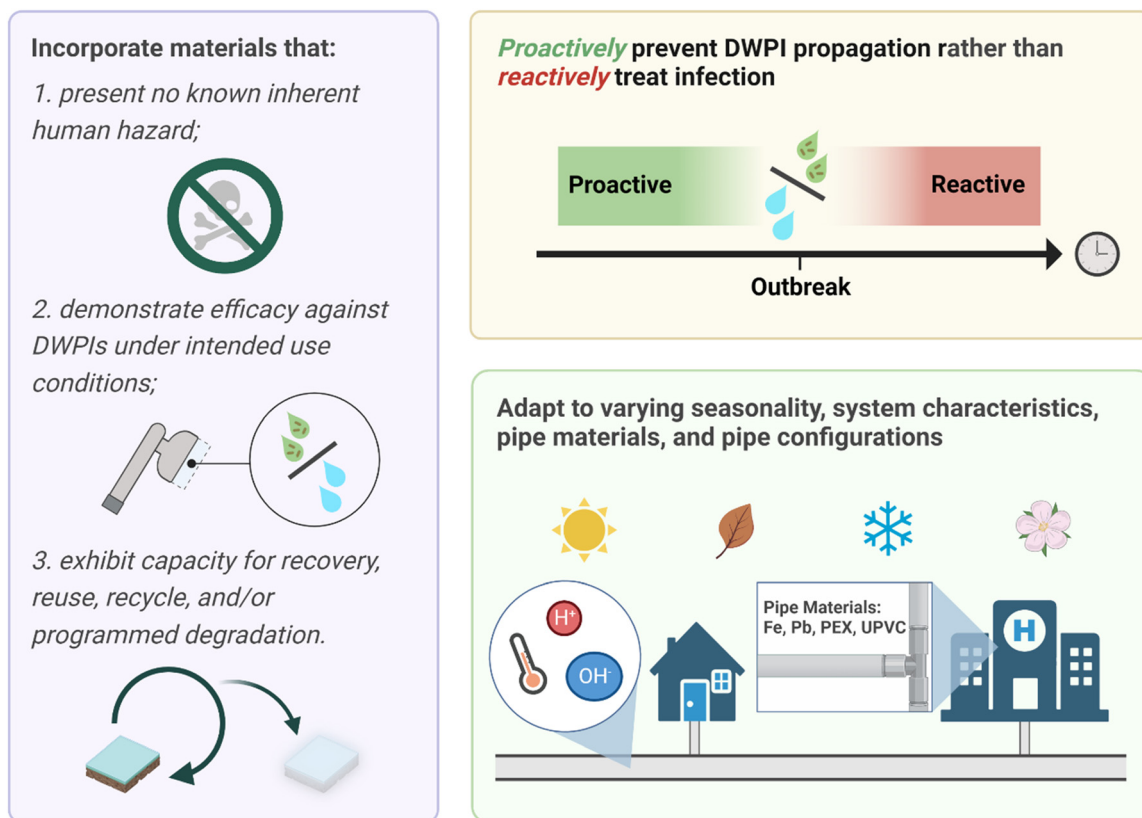 Incorporate materials that:
1. present no known inherent
human hazard;
2. demonstrate efficacy against
DWPIs under intended use
conditions;
3. exhibit capacity for recovery,
reuse, recycle, and/or
programmed degradation.
Proactively prevent DWPI propagation rather than
reactively treat infection
Proactive
Reactive
Outbreak
Adapt to varying seasonality, system characteristics,
pipe materials, and pipe configurations
H+
OH-
Pipe Materials:
Fe, Pb, PEX, UPVC
H